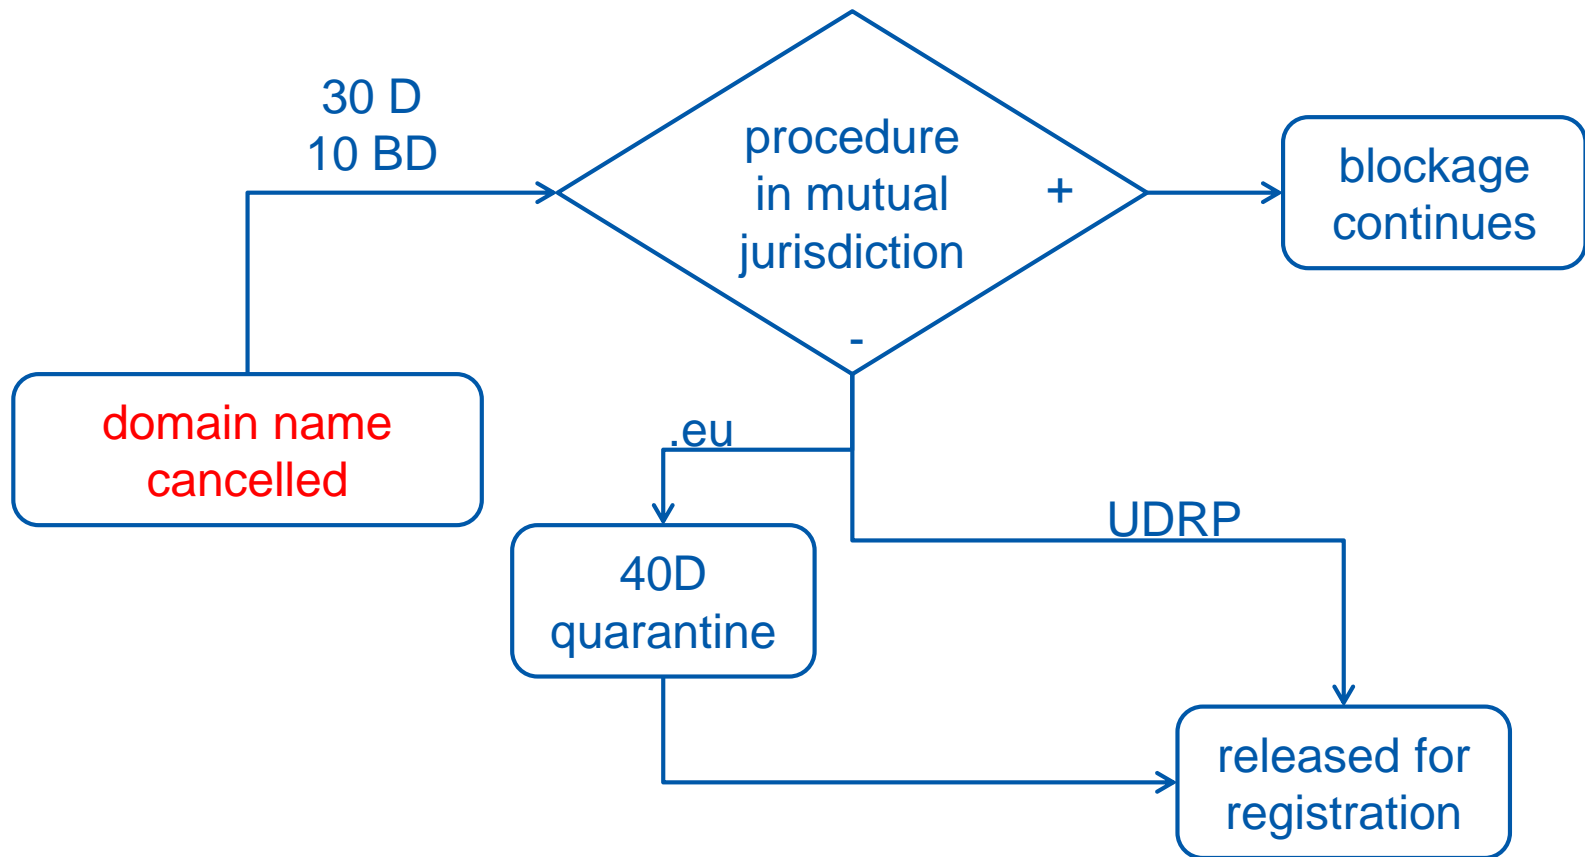 30 D
10 BD
procedure
in mutual
jurisdiction
+
-
blockage
continues
domain name
cancelled
.eu
UDRP
40D
quarantine
released for
registration